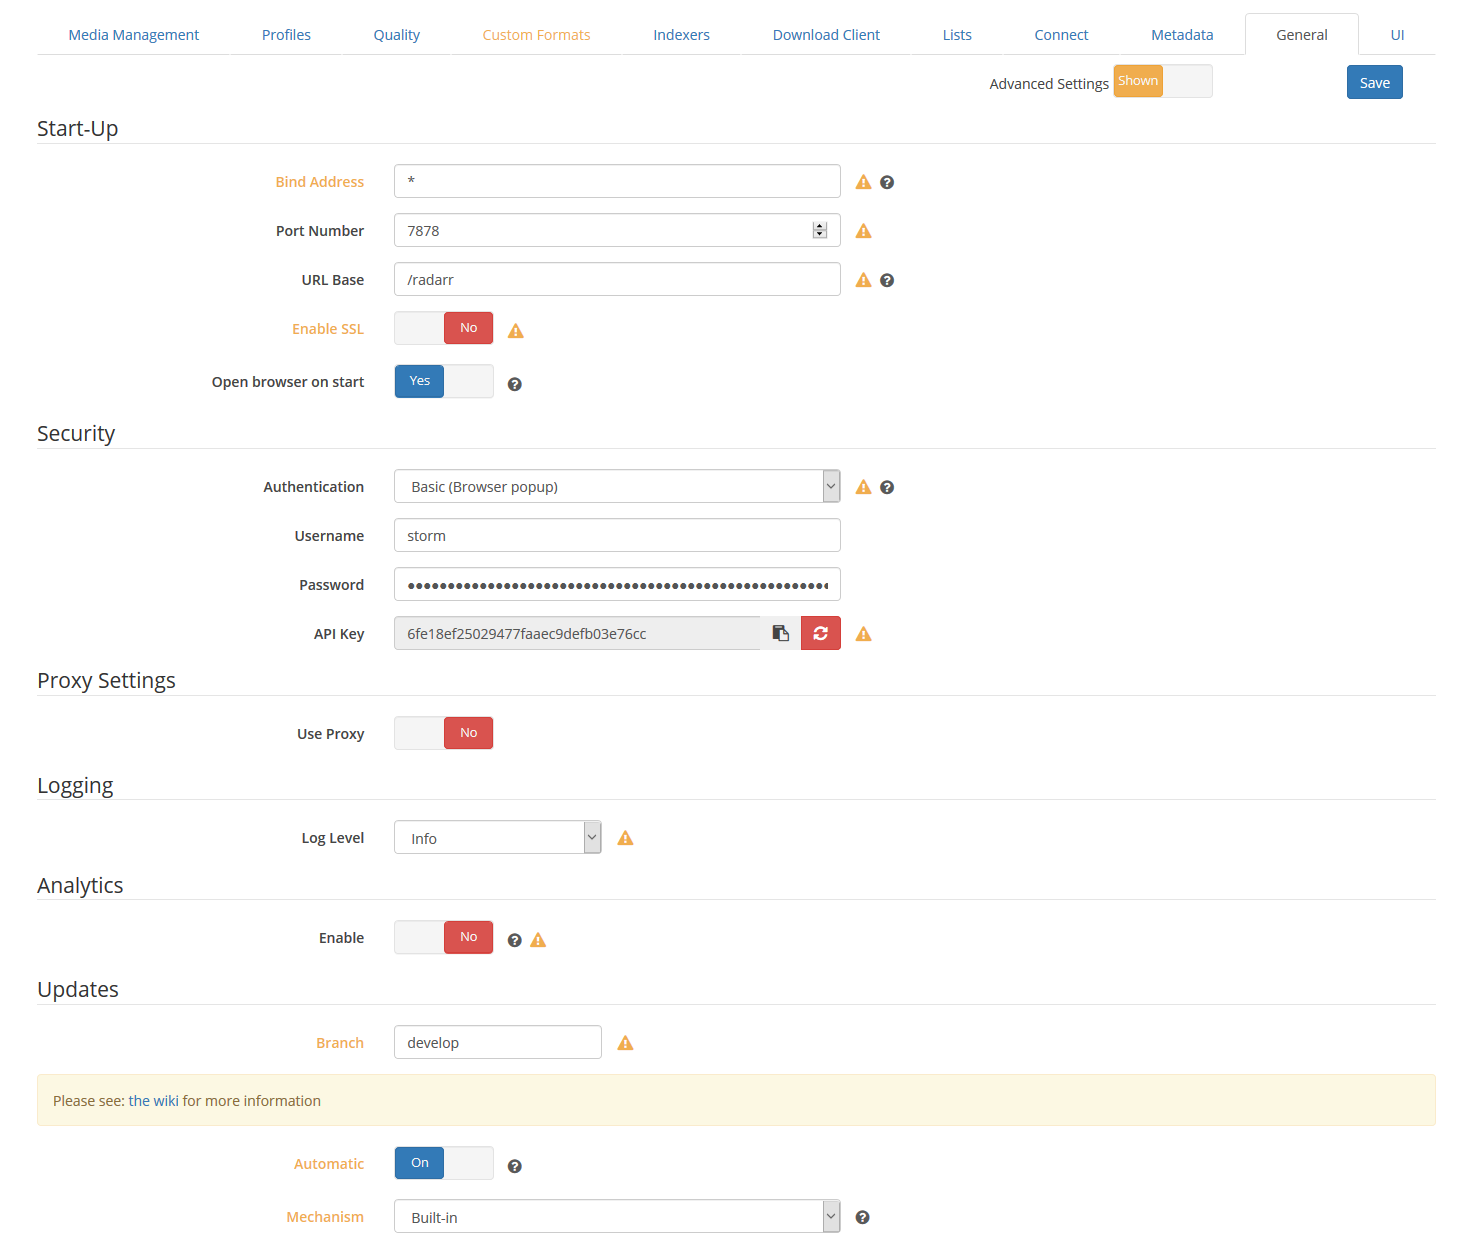 Media Management Profiles Quality Custom Formats Indexers Download Client Lists Connect Metadata General UI
Advanced Settings Shown Save
Start-Up
Bind Address *
Port Number 7878
URL Base /radarr
Enable SSL No
Open browser on start Yes
Security
Authentication Basic (Browser popup)
Username storm
Password
API Key 6fe18ef25029477faaec9defb03e76cc
Proxy Settings
Use Proxy No
Logging
Log Level Info
Analytics
Enable No
Updates
Branch develop
Please see: the wiki for more information
Automatic On
Mechanism Built-in